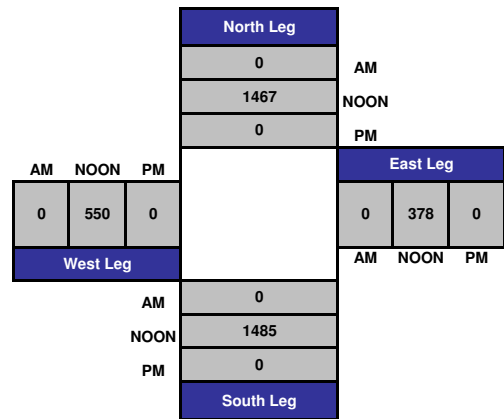 North Leg
0 AM
1467 NOON
0 PM
AM NOON PM
East Leg
0 550 0
0 378 0
West Leg
AM NOON PM
AM 0
NOON 1485
PM 0
South Leg